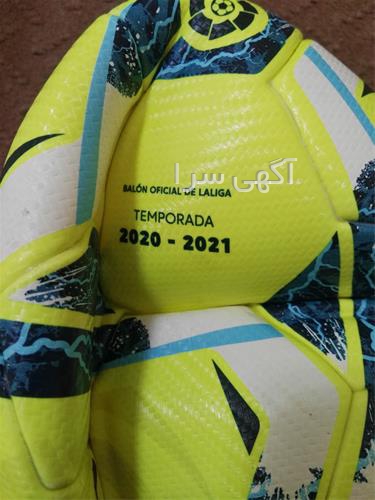 آگهی سرا
BALÓN OFICIAL DE LALIGA
TEMPORADA
2020 - 2021